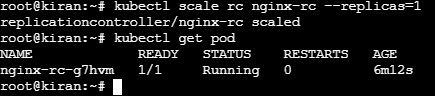 root@kiran:~# kubectl scale rc nginx-rc --replicas=1
replicationcontroller/nginx-rc scaled
root@kiran:~# kubectl get pod
NAME READY STATUS RESTARTS AGE
nginx-rc-g7hvm 1/1 Running 0 6m12s
root@kiran:~#